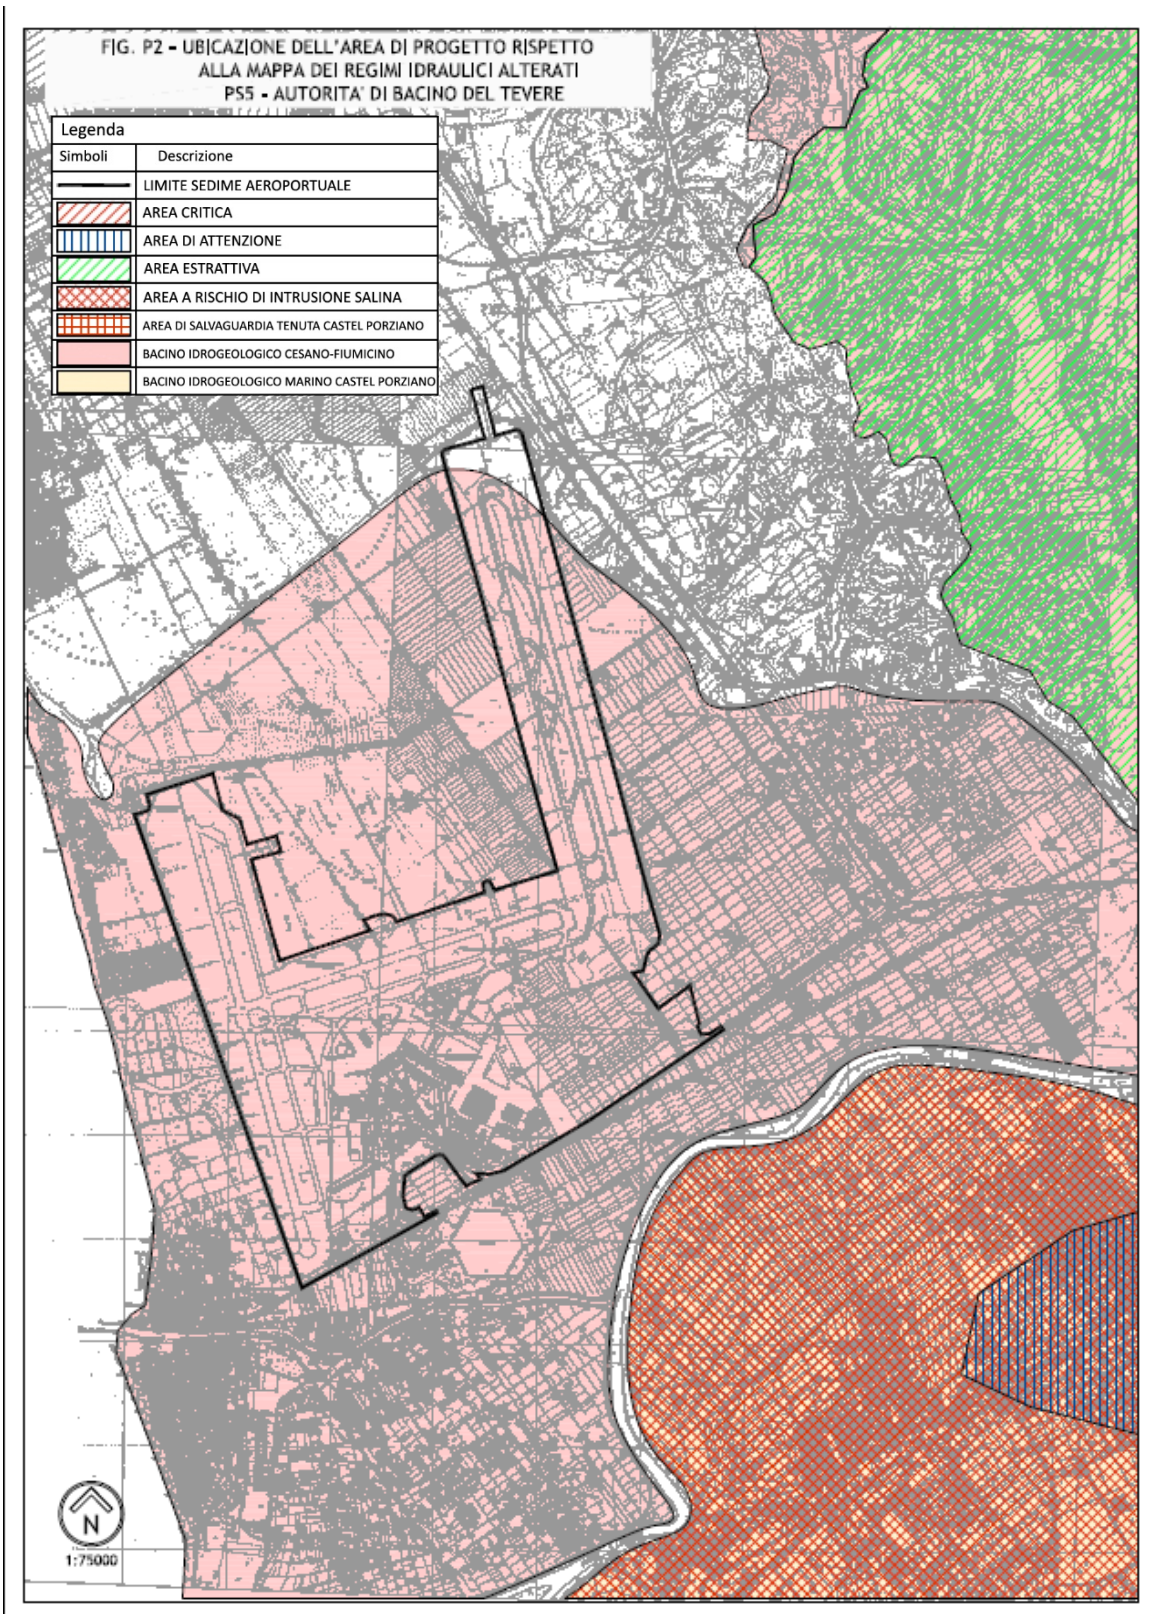 FIG. P2 - UBICAZIONE DELL'AREA DI PROGETTO RISPETTO
ALLA MAPPA DEI REGIMI IDRAULICI ALTERATI
PS5 - AUTORITA' DI BACINO DEL TEVERE
Legenda
Simboli Descrizione
LIMITE SEDIME AEROPORTUALE
AREA CRITICA
AREA DI ATTENZIONE
AREA ESTRATTIVA
AREA A RISCHIO DI INTRUSIONE SALINA
AREA DI SALVAGUARDIA TENUTA CASTEL PORZIANO
BACINO IDROGEOLOGICO CESANO-FIUMICINO
BACINO IDROGEOLOGICO MARINO CASTEL PORZIANO
N
1:75000